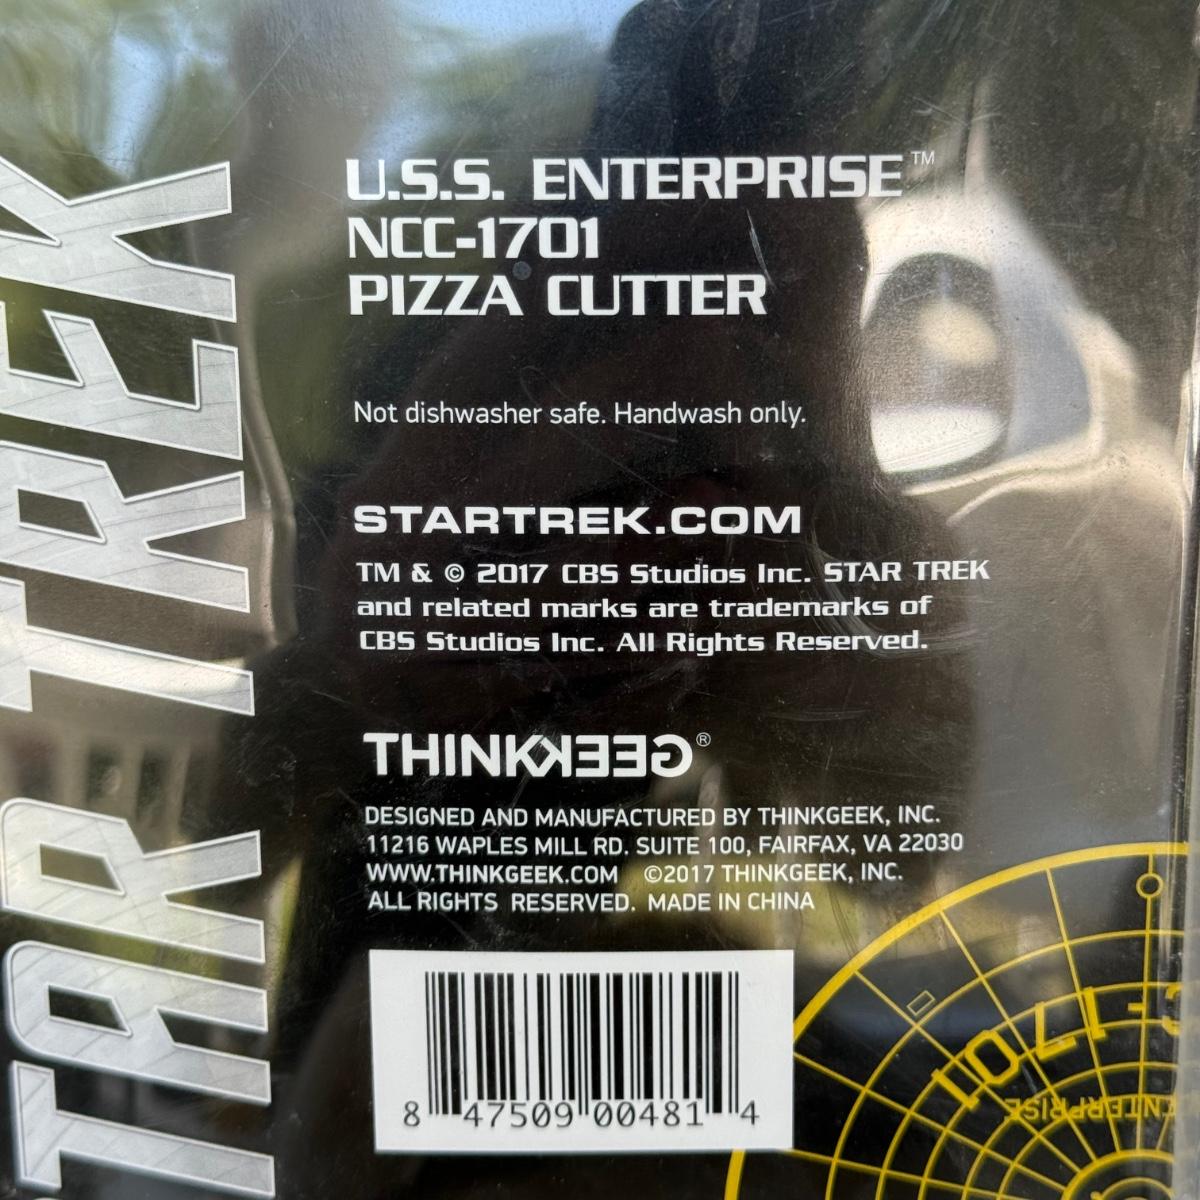 STAR TREK
U.S.S. ENTERPRISE™
NCC-1701
PIZZA CUTTER
Not dishwasher safe. Handwash only.
STARTREK.COM
TM & © 2017 CBS Studios Inc. STAR TREK
and related marks are trademarks of
CBS Studios Inc. All Rights Reserved.
THINKGEEK®
DESIGNED AND MANUFACTURED BY THINKGEEK, INC.
11216 WAPLES MILL RD. SUITE 100, FAIRFAX, VA 22030
WWW.THINKGEEK.COM ©2017 THINKGEEK, INC.
ALL RIGHTS RESERVED. MADE IN CHINA
8 47509 00481 4
C-1701
ENTERPRISE